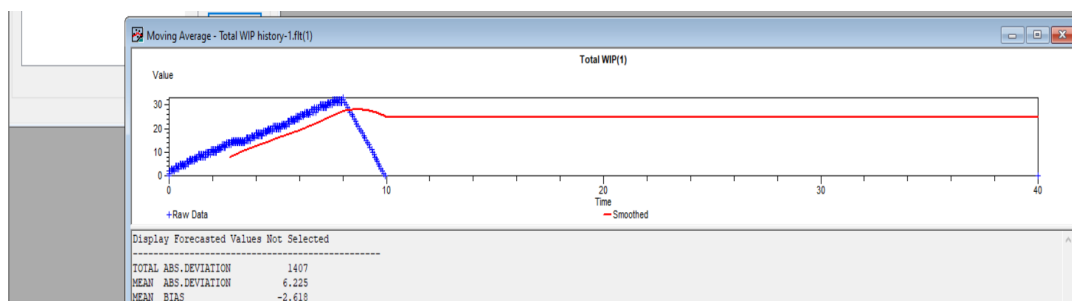 Moving Average - Total WIP history-1.flt(1)
Total WIP(1)
Value
30
20
10
0
0 10 20 30 40
Time
+Raw Data
Smoothed
Display Forecasted Values Not Selected
------------------------------------------------
TOTAL ABS.DEVIATION 1407
MEAN ABS.DEVIATION 6.225
MEAN BIAS -2.618